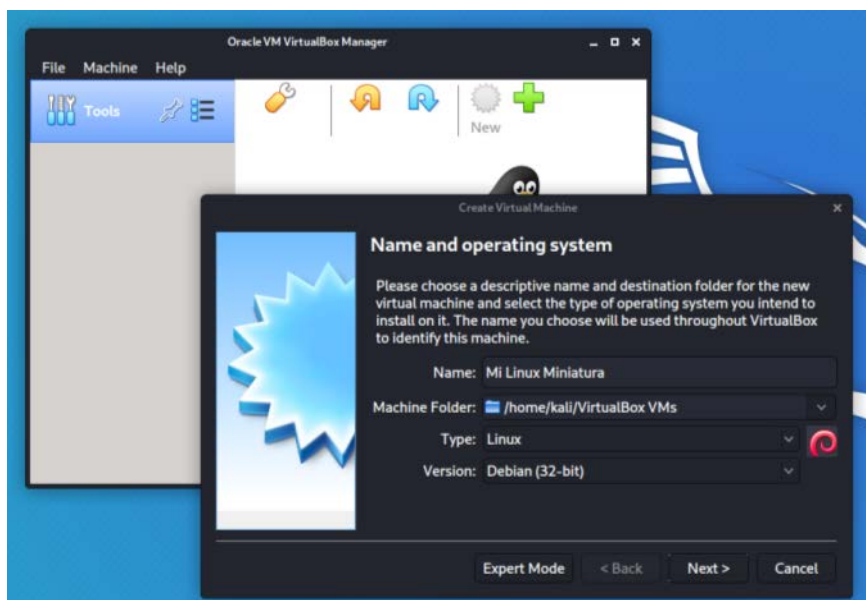 Oracle VM VirtualBox Manager
File Machine Help
Tools
New
Create Virtual Machine
Name and operating system
Please choose a descriptive name and destination folder for the new
virtual machine and select the type of operating system you intend to
install on it. The name you choose will be used throughout VirtualBox
to identify this machine.
Name: Mi Linux Miniatura
Machine Folder: /home/kali/VirtualBox VMs
Type: Linux
Version: Debian (32-bit)
Expert Mode < Back Next > Cancel